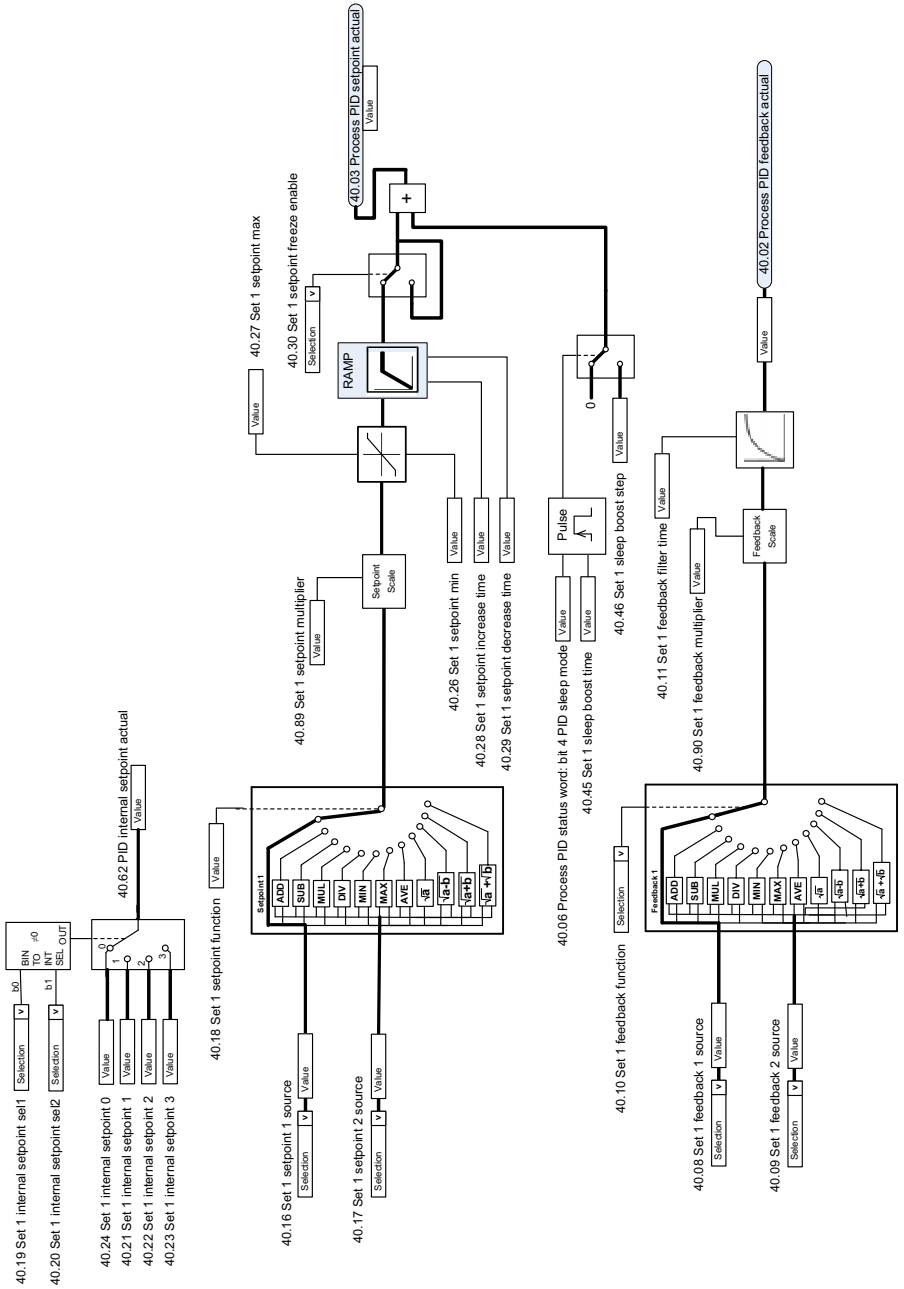 40.19 Set 1 internal setpoint sel1
Selection v
b0
40.20 Set 1 internal setpoint sel2
Selection v
b1
BIN
TO
INT
≠0
SEL OUT
40.24 Set 1 internal setpoint 0
Value
0
40.21 Set 1 internal setpoint 1
Value
1
40.22 Set 1 internal setpoint 2
Value
2
40.23 Set 1 internal setpoint 3
Value
3
40.62 PID internal setpoint actual
Value
40.16 Set 1 setpoint 1 source
Selection v Value
40.17 Set 1 setpoint 2 source
Selection v Value
40.18 Set 1 setpoint function
Value
Setpoint 1
ADD
SUB
MUL
DIV
MIN
MAX
AVE
√a
√a-b
√a+b
√a +√b
40.89 Set 1 setpoint multiplier
Value
Setpoint
Scale
40.27 Set 1 setpoint max
Value
40.26 Set 1 setpoint min
Value
40.28 Set 1 setpoint increase time
Value
40.29 Set 1 setpoint decrease time
Value
RAMP
40.30 Set 1 setpoint freeze enable
Selection v
+
40.03 Process PID setpoint actual
Value
40.06 Process PID status word: bit 4 PID sleep mode
Value
40.45 Set 1 sleep boost time
Value
Pulse
0
40.46 Set 1 sleep boost step
Value
40.08 Set 1 feedback 1 source
Selection v Value
40.09 Set 1 feedback 2 source
Selection v Value
40.10 Set 1 feedback function
Selection v
Feedback 1
ADD
SUB
MUL
DIV
MIN
MAX
AVE
√a
√a-b
√a+b
√a +√b
40.90 Set 1 feedback multiplier
Value
Feedback
Scale
40.11 Set 1 feedback filter time
Value
Value
40.02 Process PID feedback actual